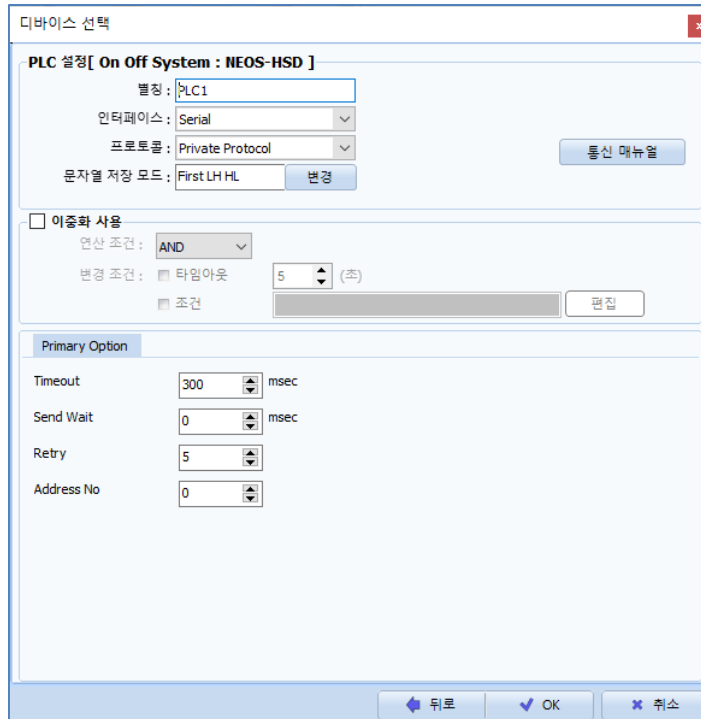 디바이스 선택
PLC 설정[ On Off System : NEOS-HSD ]
별칭 : PLC1
인터페이스 : Serial
프로토콜 : Private Protocol
통신 매뉴얼
문자열 저장 모드 : First LH HL 변경
이중화 사용
연산 조건 : AND
변경 조건 : 타임아웃 5 (초)
조건 편집
Primary Option
Timeout 300 msec
Send Wait 0 msec
Retry 5
Address No 0
뒤로 OK 취소